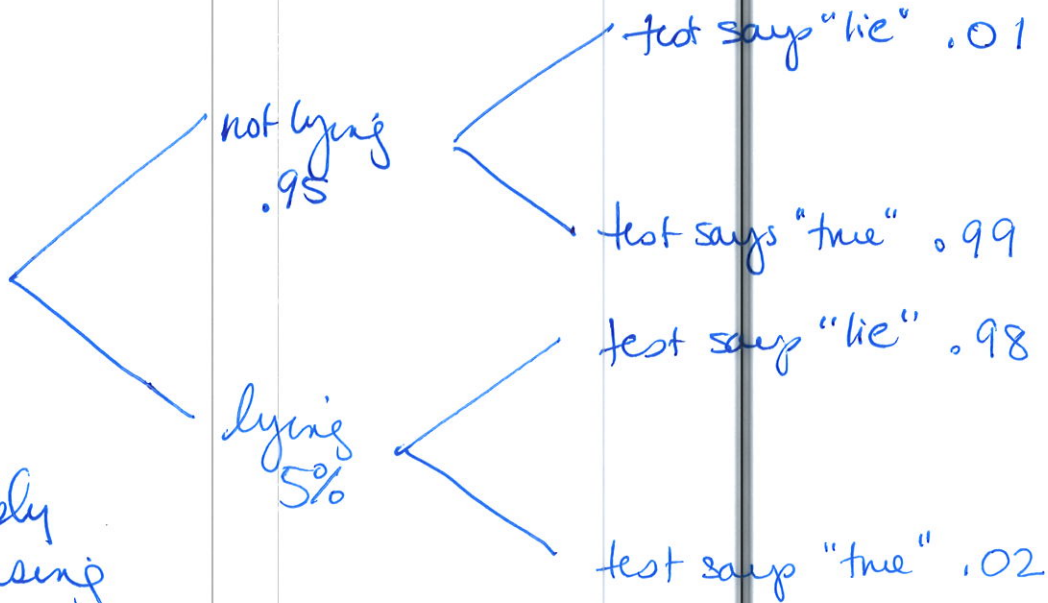 test says "lie" .01
not lying
.95
test says "true" .99
test says "lie" .98
lying
5%
test says "true" .02